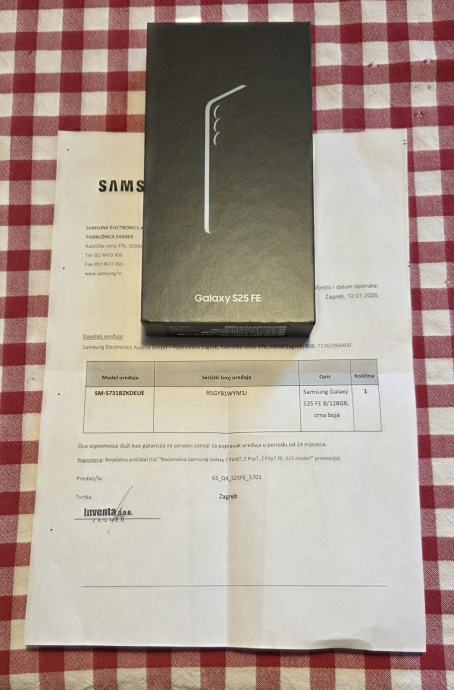 Galaxy S25 FE
SAMS
SAMSUNG ELECTRONICS A
PODRUŽNICA ZAGREB
Radnička cesta 37b, 10000
Tel: 01/ 6419 900
Fax: 01/ 4672 369
www.samsung.hr
Mjesto i datum isporuke:
Zagreb, 12.01.2026.
Davatelj uređaja:
Samsung Electronics Austria GmbH – Podružnica Zagreb, Radnička cesta 37b, 10000 Zagreb, OIB: 71762969400
Model uređaja Serijski broj uređaja Opis Količina
SM-S731BZKDEUE R5GYB1WYM1J Samsung Galaxy 1
S25 FE 8/128GB,
crna boja
Ova otpremnica služi kao garancija za servisni centar za popravak uređaja u periodu od 24 mjeseca.
Napomena: Besplatna pošiljka (iz "Nacionalna Samsung Galaxy Z Fold7, Z Flip7, Z Flip7 FE, S25 modeli" promocija)
Predao/la: 65_Q4_S25FE_5701
Tvrtka Zagreb
Inventa d.o.o.
ZAGREB